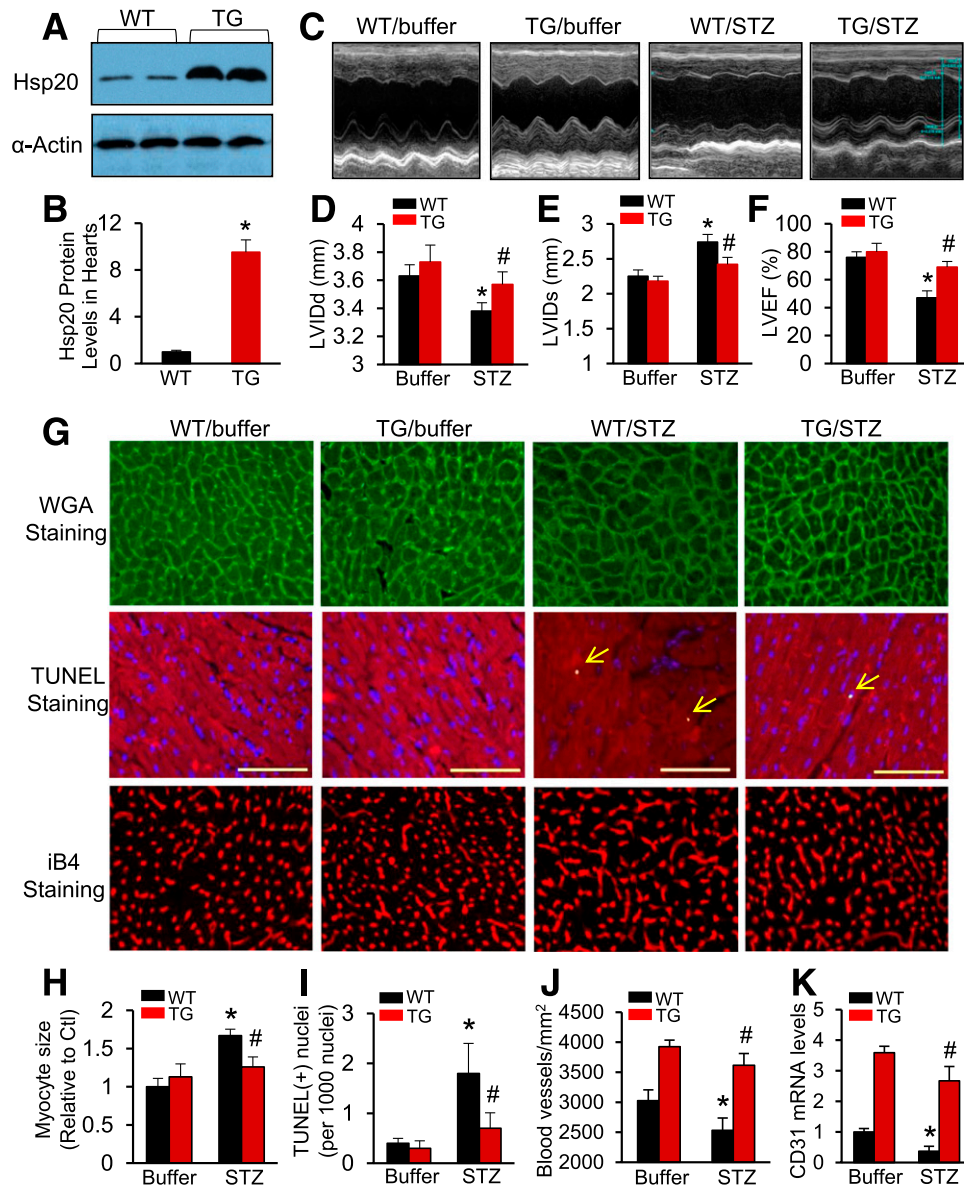 A
WT
TG
Hsp20
α-Actin
C
WT/buffer
TG/buffer
WT/STZ
TG/STZ
B
Hsp20 Protein
Levels in Hearts
12
8
4
0
*
WT
TG
D
WT
TG
LVIDd (mm)
3.8
3.6
3.4
3.2
3
*
#
Buffer
STZ
E
WT
TG
LVIDs (mm)
3
2.5
2
1.5
1
*
#
Buffer
STZ
F
WT
TG
LVEF (%)
100
80
60
40
20
0
*
#
Buffer
STZ
G
WT/buffer
TG/buffer
WT/STZ
TG/STZ
WGA
Staining
TUNEL
Staining
iB4
Staining
H
WT
TG
Myocyte size
(Relative to Ctl)
2
1.5
1
0.5
0
*
#
Buffer
STZ
I
WT
TG
TUNEL(+) nuclei
(per 1000 nuclei)
3
2
1
0
*
#
Buffer
STZ
J
WT
TG
Blood vessels/mm²
4500
4000
3500
3000
2500
2000
*
#
Buffer
STZ
K
WT
TG
CD31 mRNA levels
5
4
3
2
1
0
*
#
Buffer
STZ